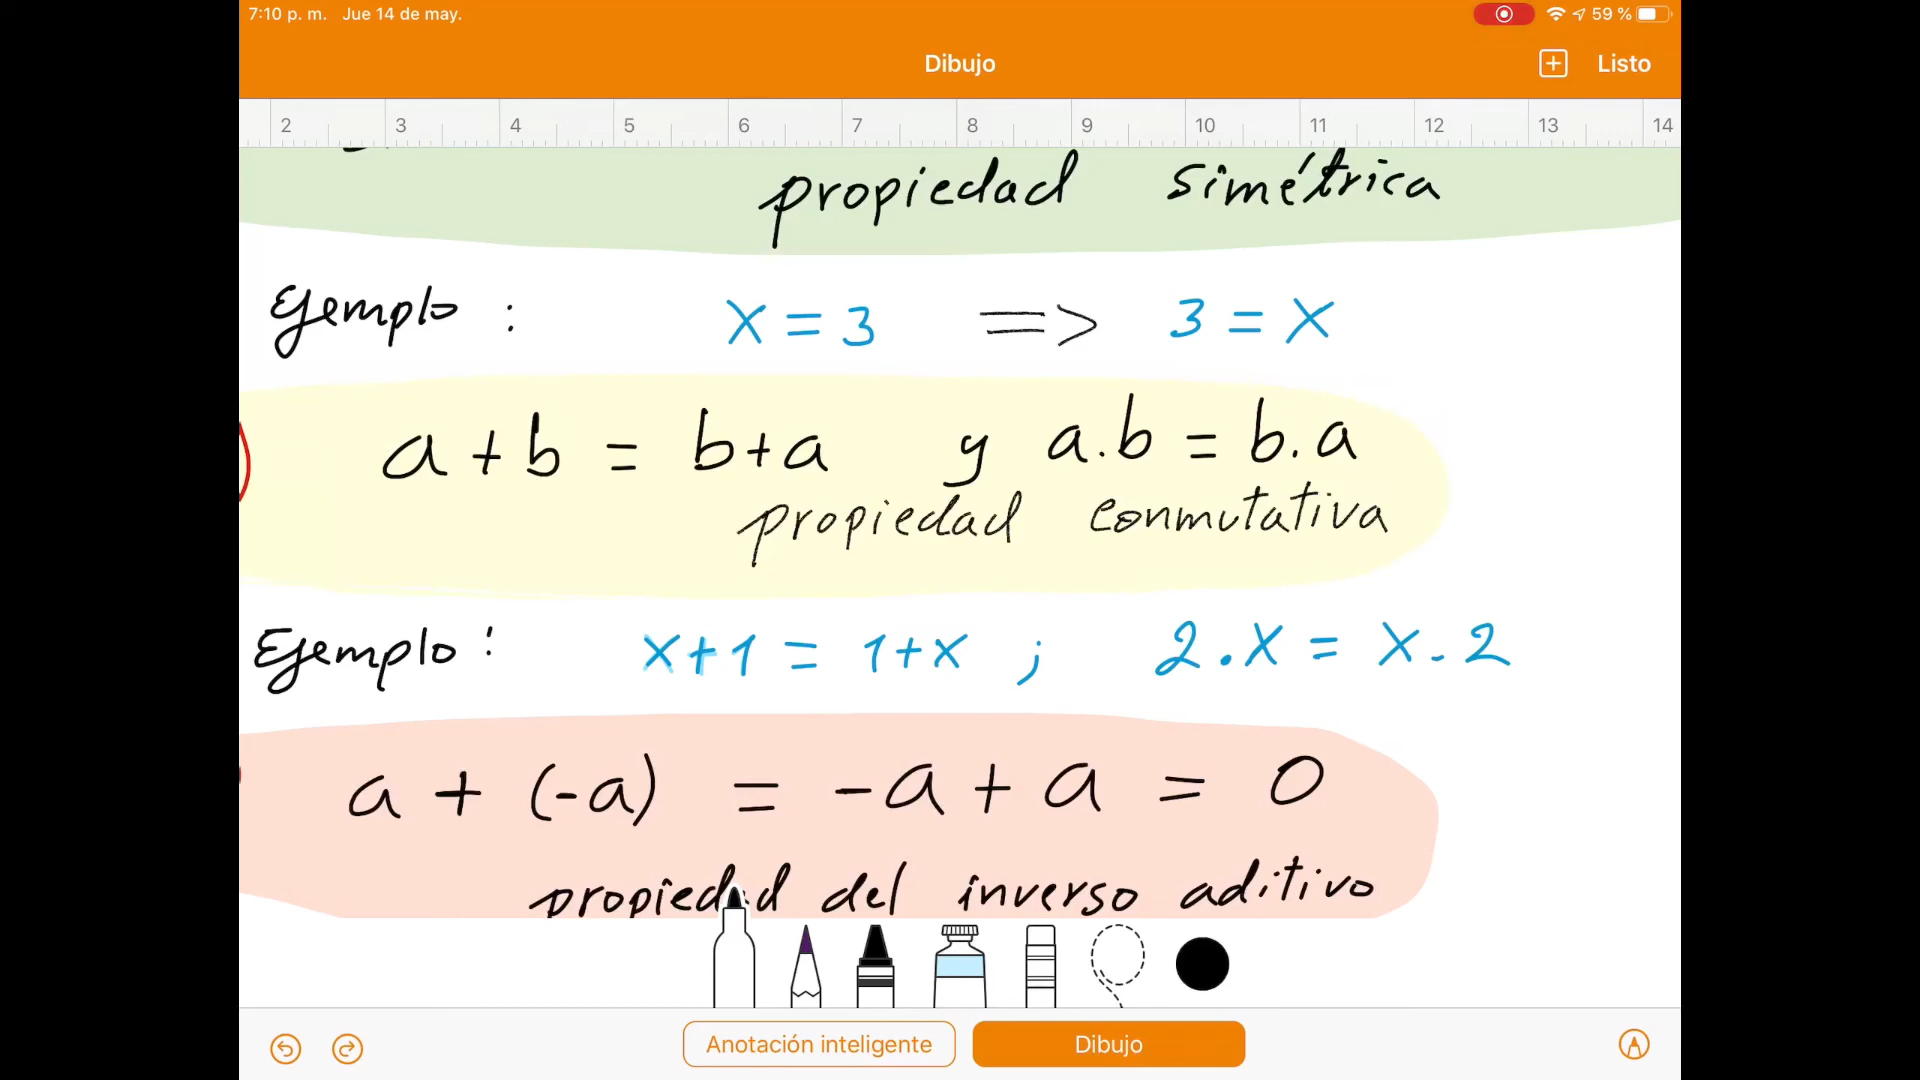 7:10 p. m. Jue 14 de may. 59 %
Dibujo Listo
2 3 4 5 6 7 8 9 10 11 12 13 14
propiedad simétrica
Ejemplo : x = 3 => 3 = x
) a + b = b + a y a . b = b . a
propiedad conmutativa
Ejemplo : x + 1 = 1 + x ; 2 . x = x . 2
a + (-a) = -a + a = 0
propiedad del inverso aditivo
Anotación inteligente Dibujo